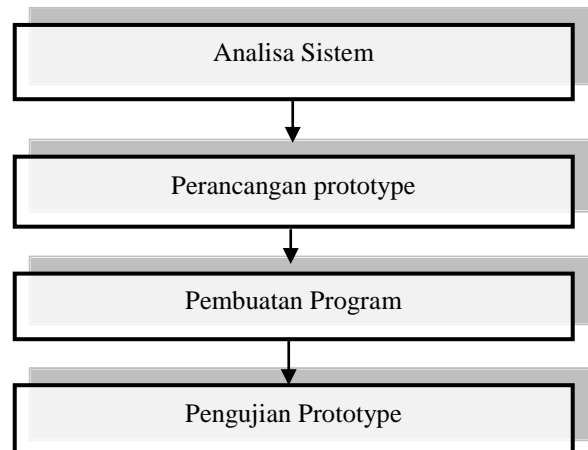 Analisa Sistem
Perancangan prototype
Pembuatan Program
Pengujian Prototype